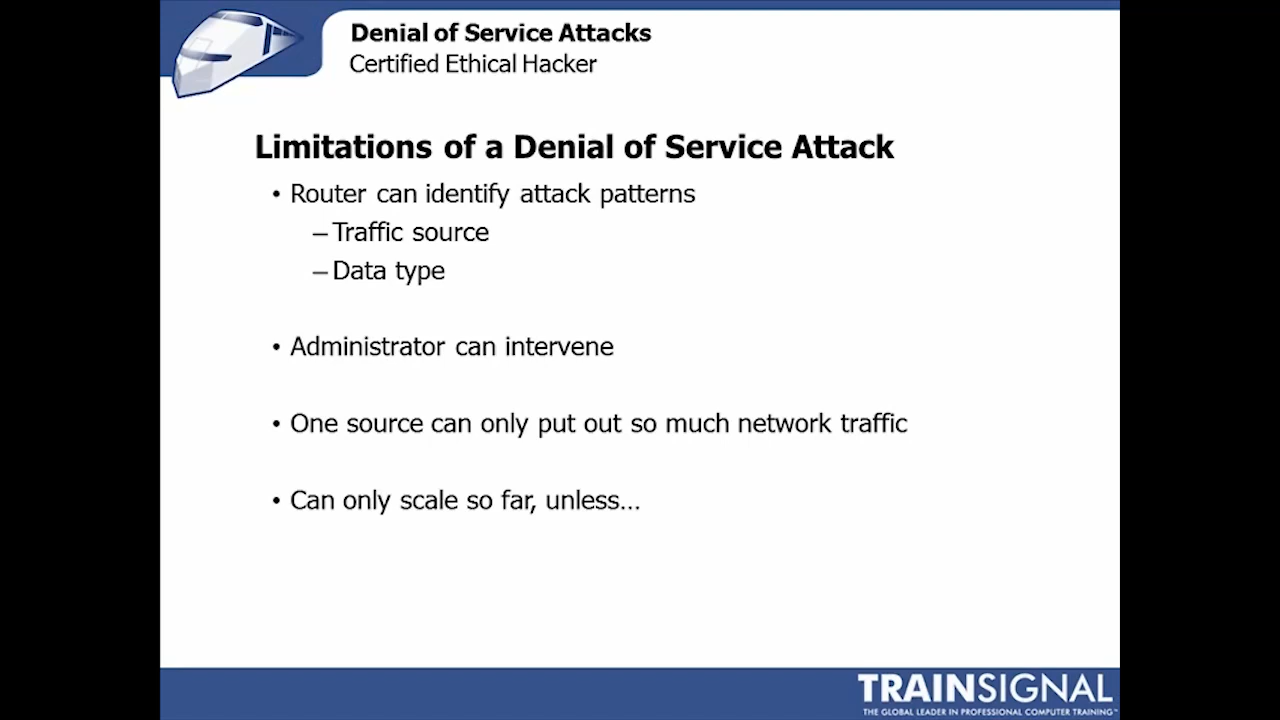 Denial of Service Attacks
Certified Ethical Hacker
Limitations of a Denial of Service Attack
• Router can identify attack patterns
– Traffic source
– Data type
• Administrator can intervene
• One source can only put out so much network traffic
• Can only scale so far, unless…
TRAINSIGNAL
THE GLOBAL LEADER IN PROFESSIONAL COMPUTER TRAINING™